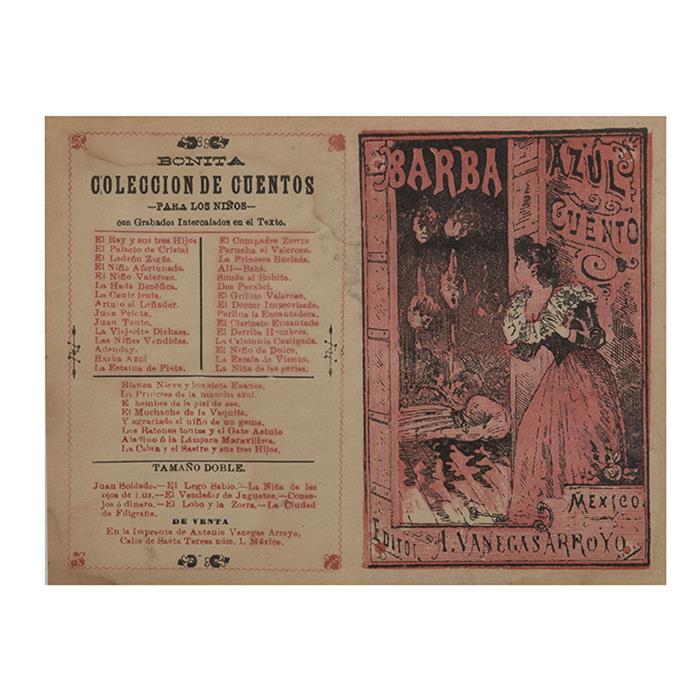 BONITA
COLECCION DE CUENTOS
—PARA LOS NIÑOS—
con Grabados Intercalados en el Texto.
El Rey y sus tres Hijos
El Palacio de Cristal
El Ladrón Zagás.
El Niño Afortunado.
El Niño Valeroso.
La Hada Benéfica.
La Cenicienta.
Arturo el Leñador.
Juan Pelota,
Juan Tonto,
La Viejecita Dichosa.
Las Niñas Vendidas.
Adenday.
Barba Azul
La Estaina de Plata.
El Compadre Zorro
Perucha el Valeroso.
La Princesa Burlada.
Alí—Babá.
Simón el Bobito.
Don Perabel.
El Grillito Valeroso.
El Doctor Improvisado.
Perlina la Encantadora.
El Clarinete Encantado
El Derriba Hombres.
La Calumnia Castigada.
El Niño de Dulce,
La Escala de Viento.
La Niña de las perlas.
Blanca Nieve y los siete Enanos,
La Princesa de la mancha azul.
E hombre de la piel de oso.
El Muchacho de la Vaquita,
Y agraciado el niño de un geme.
Los Ratones tontos y el Gato Astuto
Aladino ó la Lámpara Maravillosa.
La Cabra y el Sastre y sus tres Hijos.
TAMAÑO DOBLE.
Juan Soldado.—El Lego Sabio.—La Niña de los
ojos de Luz.—El Vendedor de Juguetes.—Conse-
jos ó dinero.—El Lobo y la Zorra.—La Ciudad
de Filigrana.
DE VENTA
En la Imprenta de Antonio Vanegas Arroyo,
Calle de Santa Teresa núm. 1. México.
BARBA
AZUL
CUENTO
MEXICO.
EDITOR A. VANEGAS ARROYO